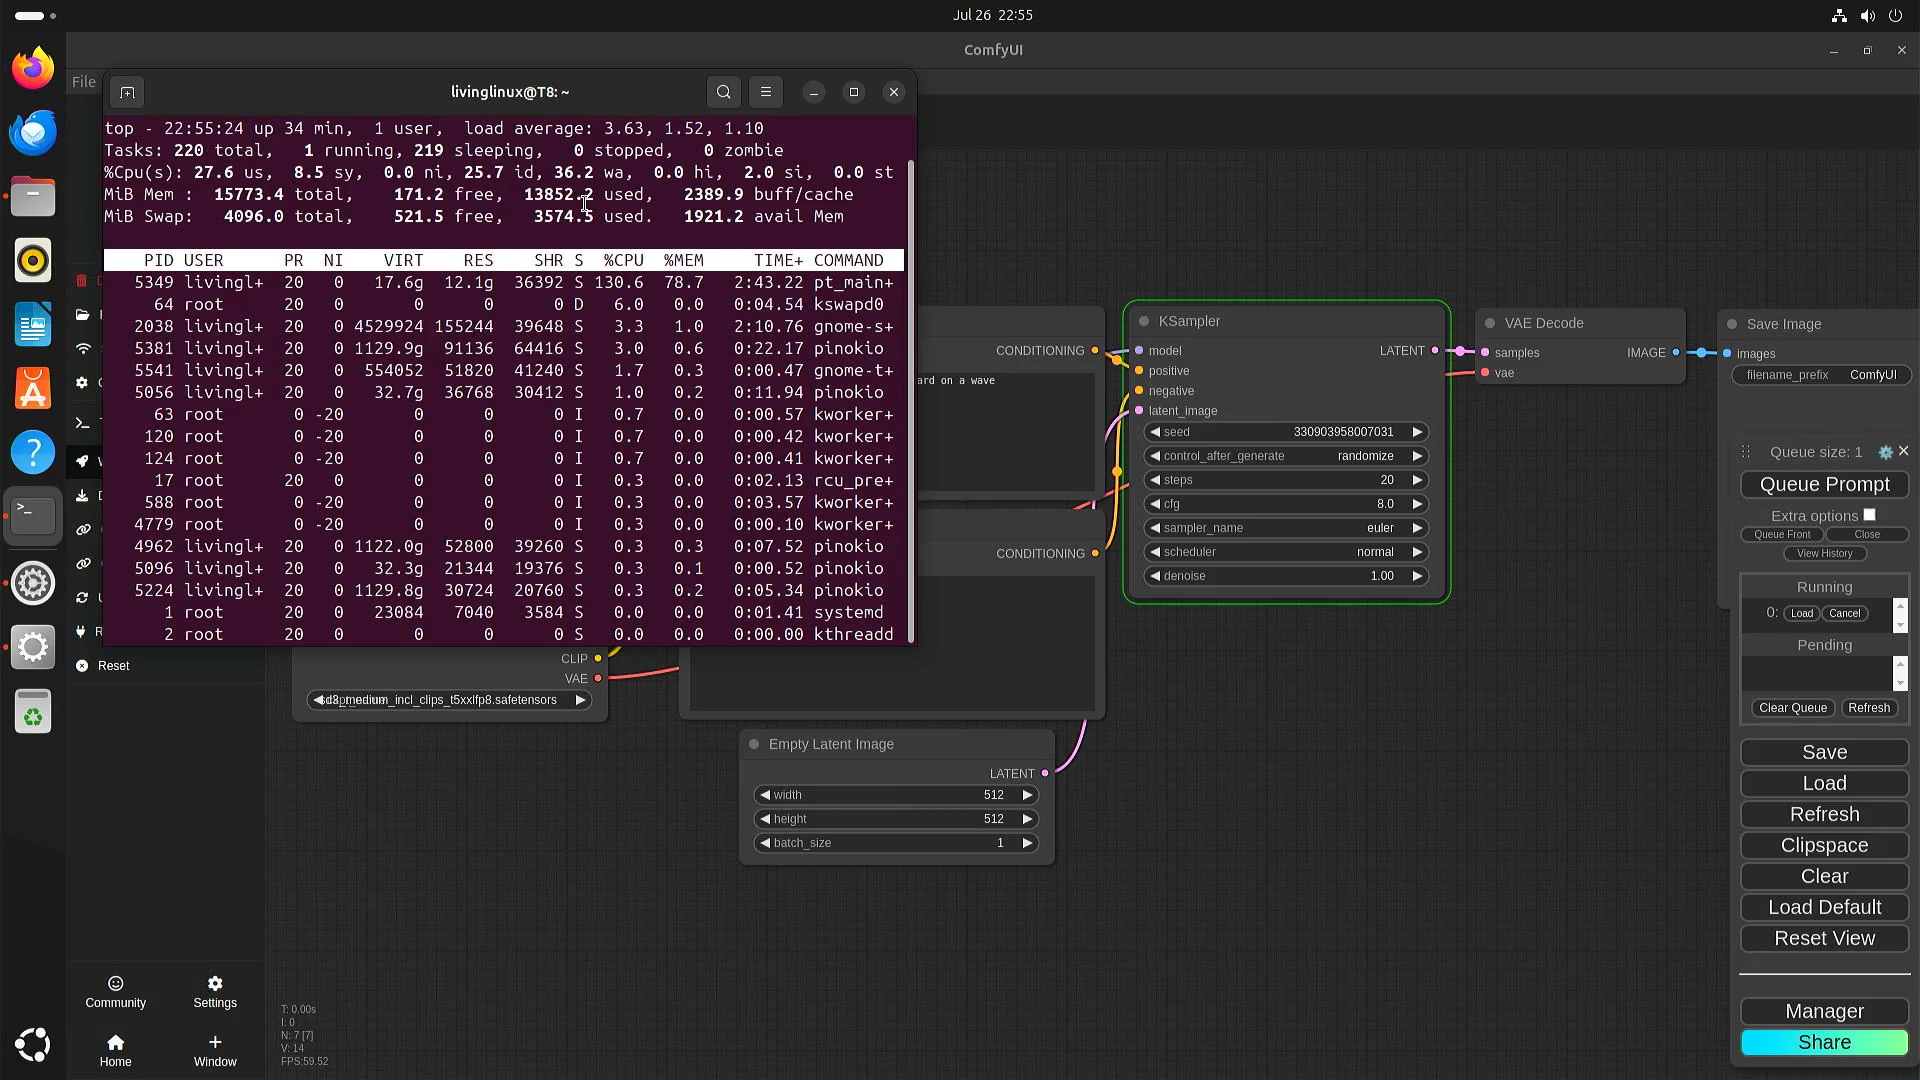 Jul 26 22:55
ComfyUI
File
livinglinux@T8: ~
top - 22:55:24 up 34 min, 1 user, load average: 3.63, 1.52, 1.10
Tasks: 220 total, 1 running, 219 sleeping, 0 stopped, 0 zombie
%Cpu(s): 27.6 us, 8.5 sy, 0.0 ni, 25.7 id, 36.2 wa, 0.0 hi, 2.0 si, 0.0 st
MiB Mem : 15773.4 total, 171.2 free, 13852.2 used, 2389.9 buff/cache
MiB Swap: 4096.0 total, 521.5 free, 3574.5 used. 1921.2 avail Mem
PID USER PR NI VIRT RES SHR S %CPU %MEM TIME+ COMMAND
5349 livingl+ 20 0 17.6g 12.1g 36392 S 130.6 78.7 2:43.22 pt_main+
64 root 20 0 0 0 0 D 6.0 0.0 0:04.54 kswapd0
2038 livingl+ 20 0 4529924 155244 39648 S 3.3 1.0 2:10.76 gnome-s+
5381 livingl+ 20 0 1129.9g 91136 64416 S 3.0 0.6 0:22.17 pinokio
5541 livingl+ 20 0 554052 51820 41240 S 1.7 0.3 0:00.47 gnome-t+
5056 livingl+ 20 0 32.7g 36768 30412 S 1.0 0.2 0:11.94 pinokio
63 root 0 -20 0 0 0 I 0.7 0.0 0:00.57 kworker+
120 root 0 -20 0 0 0 I 0.7 0.0 0:00.42 kworker+
124 root 0 -20 0 0 0 I 0.7 0.0 0:00.41 kworker+
17 root 20 0 0 0 0 I 0.3 0.0 0:02.13 rcu_pre+
588 root 0 -20 0 0 0 I 0.3 0.0 0:03.57 kworker+
4779 root 0 -20 0 0 0 I 0.3 0.0 0:00.10 kworker+
4962 livingl+ 20 0 1122.0g 52800 39260 S 0.3 0.3 0:07.52 pinokio
5096 livingl+ 20 0 32.3g 21344 19376 S 0.3 0.1 0:00.52 pinokio
5224 livingl+ 20 0 1129.8g 30724 20760 S 0.3 0.2 0:05.34 pinokio
1 root 20 0 23084 7040 3584 S 0.0 0.0 0:01.41 systemd
2 root 20 0 0 0 0 S 0.0 0.0 0:00.00 kthreadd
Reset
Community
Settings
Home
Window
CLIP
VAE
sd3_medium_incl_clips_t5xxlfp8.safetensors
CONDITIONING
ard on a wave
CONDITIONING
Empty Latent Image
LATENT
width 512
height 512
batch_size 1
KSampler
model LATENT
positive
negative
latent_image
seed 330903958007031
control_after_generate randomize
steps 20
cfg 8.0
sampler_name euler
scheduler normal
denoise 1.00
VAE Decode
samples IMAGE
vae
Save Image
images
filename_prefix ComfyUI
Queue size: 1
Queue Prompt
Extra options
Queue Front Close
View History
Running
0: Load Cancel
Pending
Clear Queue Refresh
Save
Load
Refresh
Clipspace
Clear
Load Default
Reset View
Manager
Share
T: 0.00s
I: 0
N: 7 [7]
V: 14
FPS:59.52